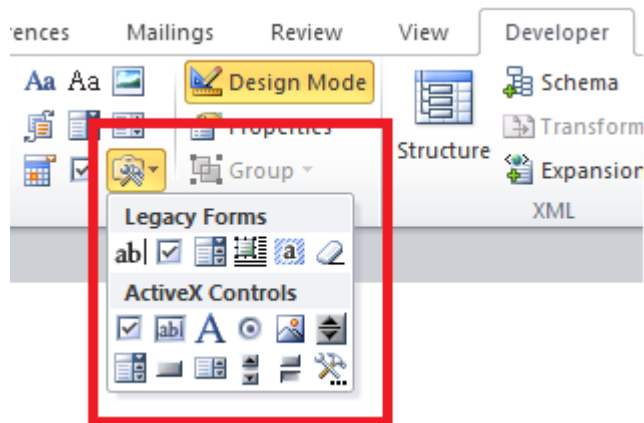 rences Mailings Review View Developer
Aa Aa Design Mode Schema
Properties Transform
Structure
Group Expansion
XML
Legacy Forms
ab| a
ActiveX Controls
ab| A